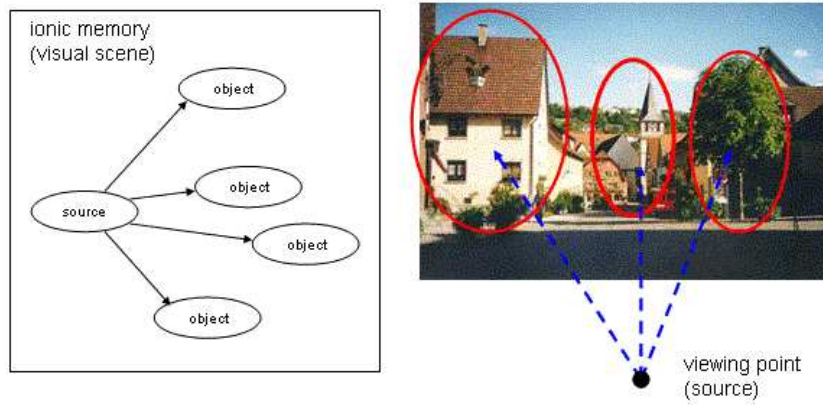 ionic memory
(visual scene)
object
object
source
object
object
viewing point
(source)